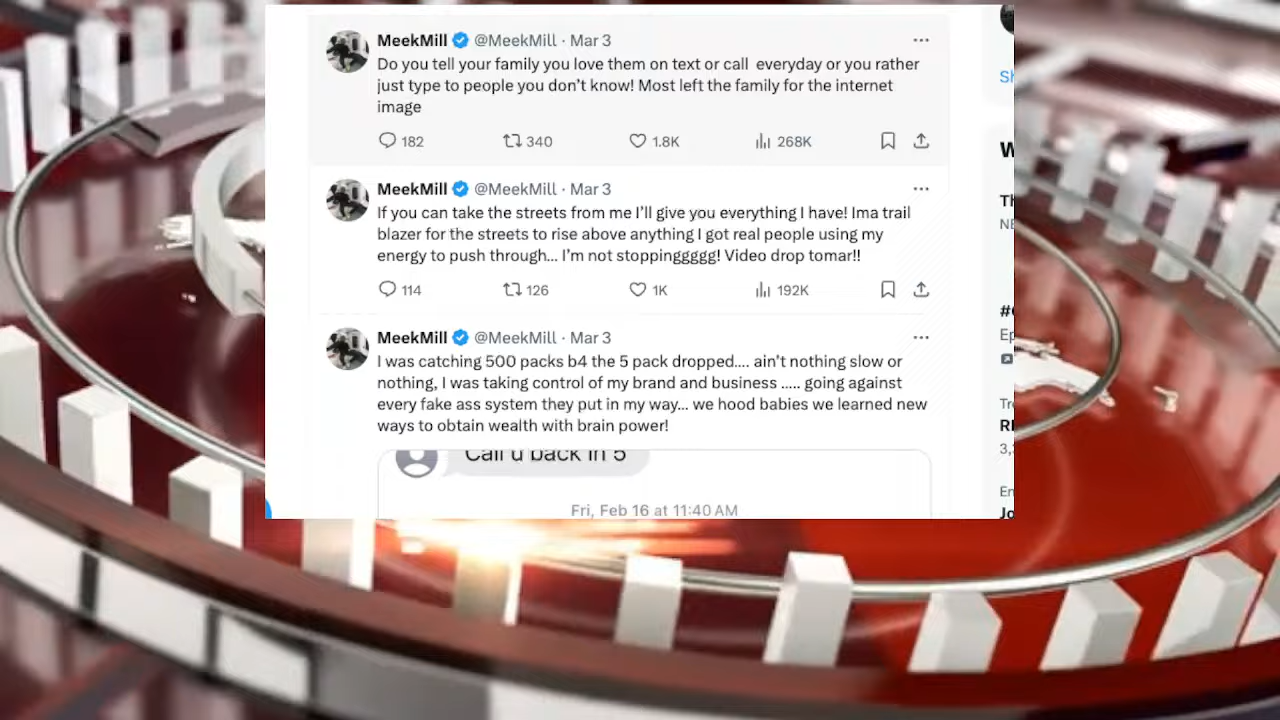 MeekMill @MeekMill · Mar 3
Do you tell your family you love them on text or call everyday or you rather
just type to people you don’t know! Most left the family for the internet
image
182 340 1.8K 268K
MeekMill @MeekMill · Mar 3
If you can take the streets from me I’ll give you everything I have! Ima trail
blazer for the streets to rise above anything I got real people using my
energy to push through... I’m not stoppinggggg! Video drop tomar!!
114 126 1K 192K
MeekMill @MeekMill · Mar 3
I was catching 500 packs b4 the 5 pack dropped.... ain't nothing slow or
nothing, I was taking control of my brand and business ..... going against
every fake ass system they put in my way... we hood babies we learned new
ways to obtain wealth with brain power!
Call u back in 5
Fri, Feb 16 at 11:40 AM